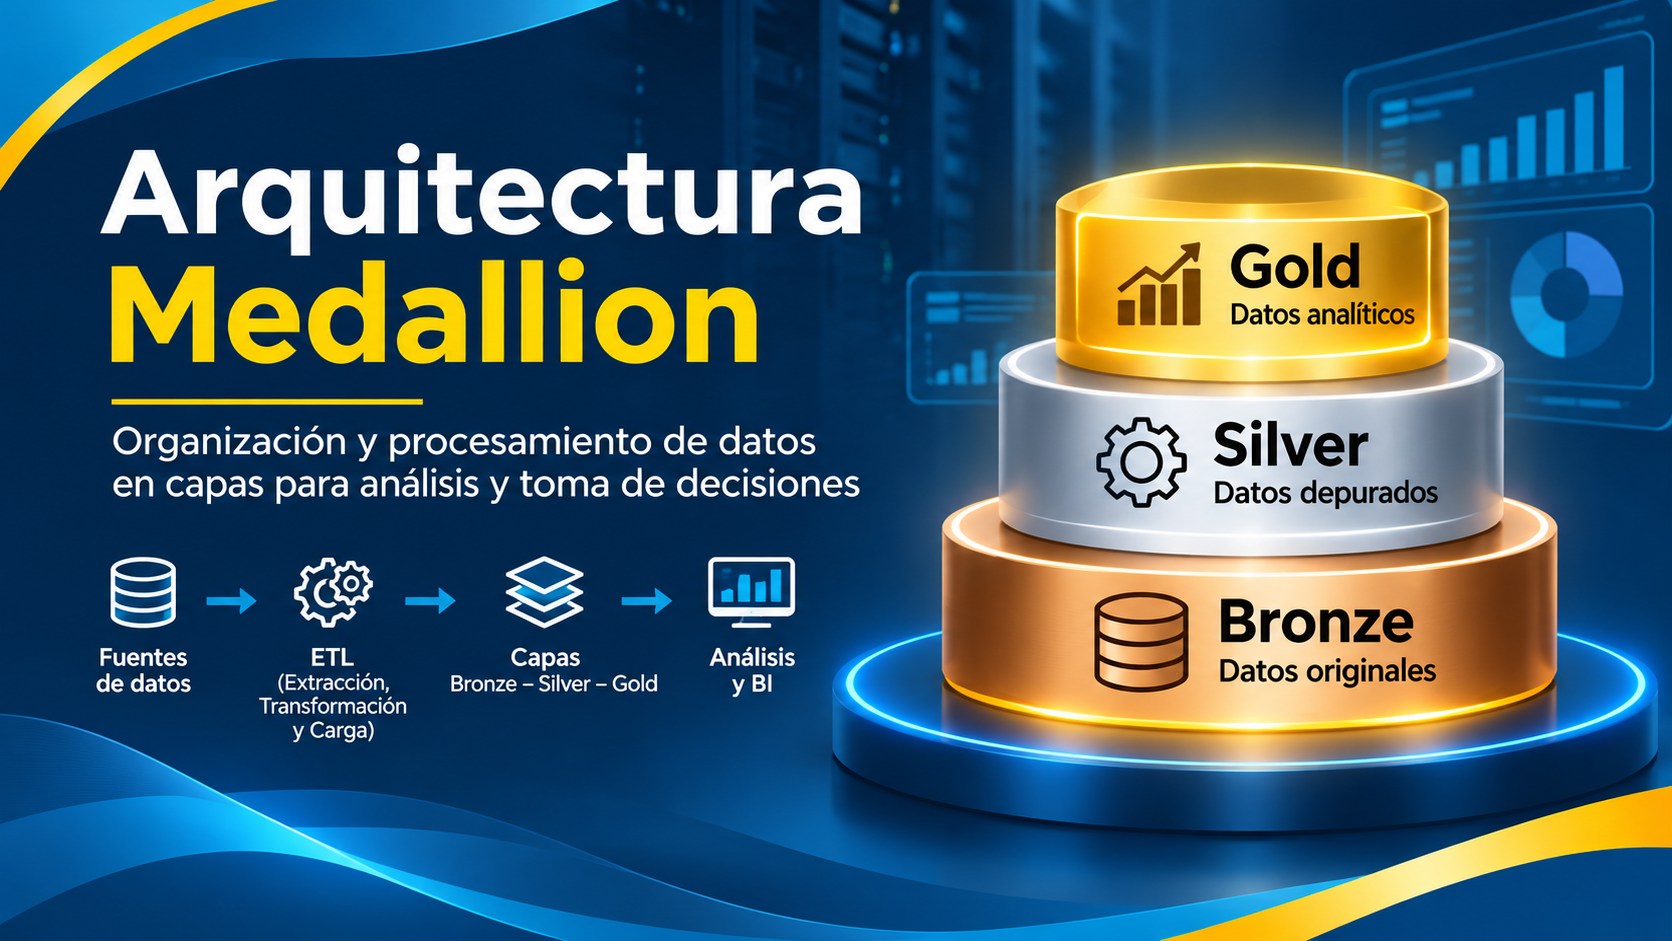 Arquitectura
Medallion
Organización y procesamiento de datos
en capas para análisis y toma de decisiones
Fuentes
de datos
ETL
(Extracción,
Transformación
y Carga)
Capas
Bronze – Silver – Gold
Análisis
y BI
Gold
Datos analíticos
Silver
Datos depurados
Bronze
Datos originales